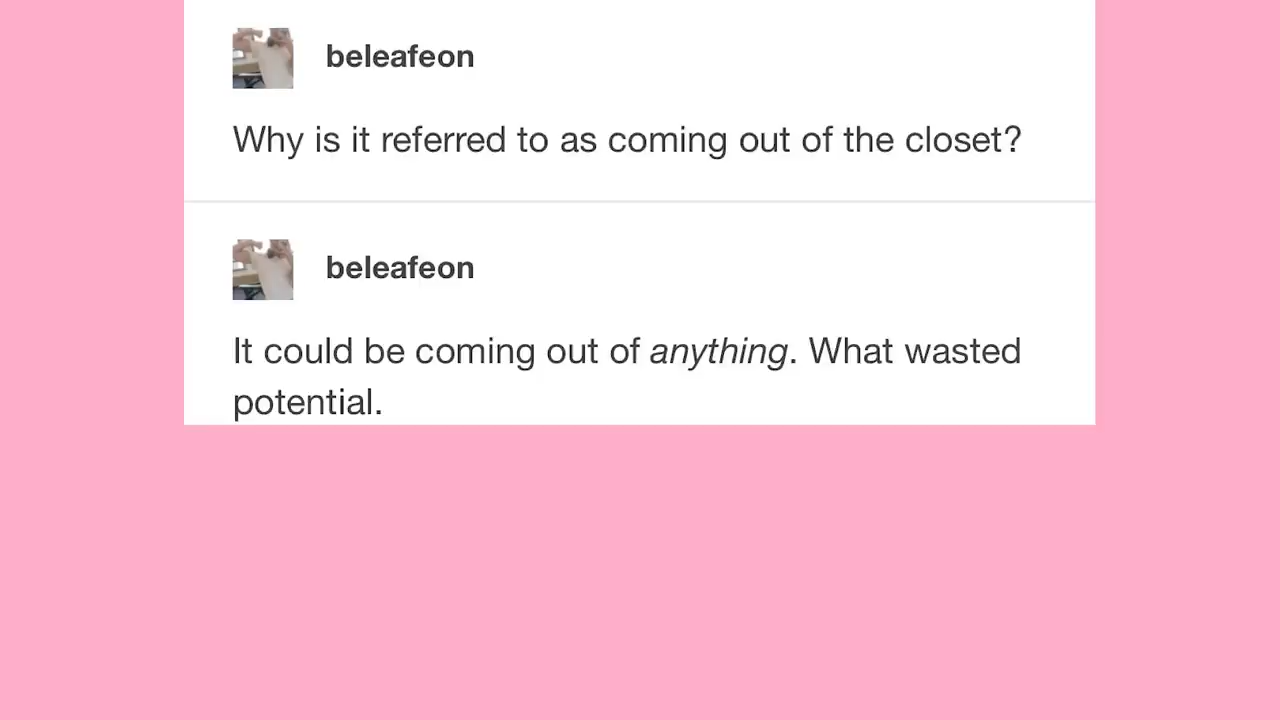 beleafeon
Why is it referred to as coming out of the closet?
beleafeon
It could be coming out of anything. What wasted
potential.